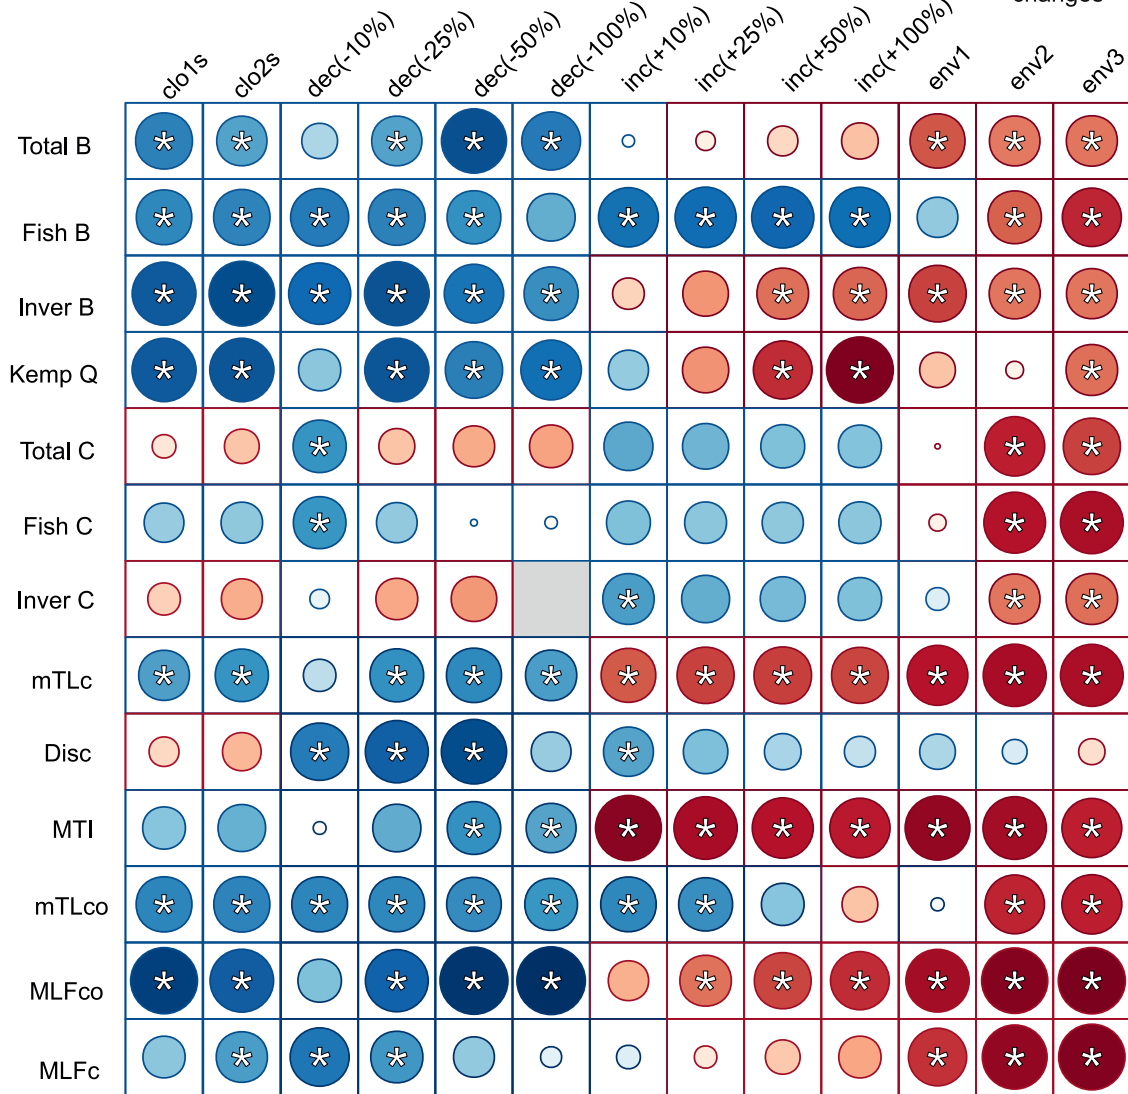 changes
clo1s clo2s dec(-10%) dec(-25%) dec(-50%) dec(-100%) inc(+10%) inc(+25%) inc(+50%) inc(+100%) env1 env2 env3
Total B
Fish B
Inver B
Kemp Q
Total C
Fish C
Inver C
mTLc
Disc
MTI
mTLco
MLFco
MLFc